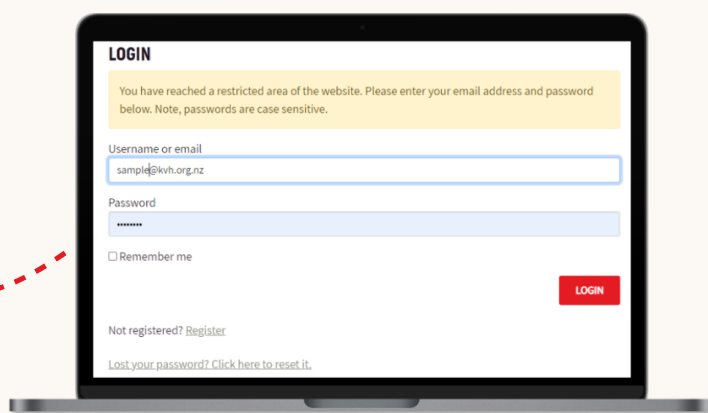 LOGIN
You have reached a restricted area of the website. Please enter your email address and password
below. Note, passwords are case sensitive.
Username or email
sample@kvh.org.nz
Password
••••••••
Remember me
LOGIN
Not registered? Register
Lost your password? Click here to reset it.